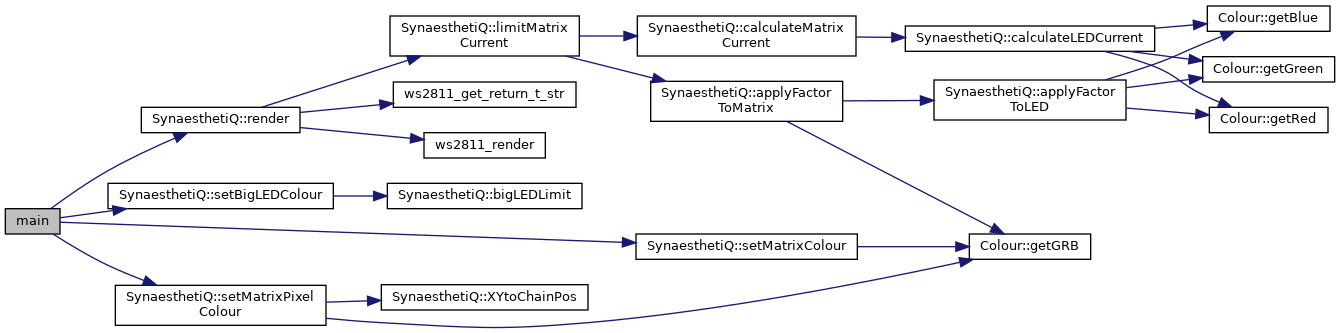 main
SynaesthetiQ::render
SynaesthetiQ::limitMatrix
Current
ws2811_get_return_t_str
ws2811_render
SynaesthetiQ::calculateMatrix
Current
SynaesthetiQ::applyFactor
ToMatrix
SynaesthetiQ::calculateLEDCurrent
SynaesthetiQ::applyFactor
ToLED
Colour::getBlue
Colour::getGreen
Colour::getRed
SynaesthetiQ::setBigLEDColour
SynaesthetiQ::bigLEDLimit
SynaesthetiQ::setMatrixColour
Colour::getGRB
SynaesthetiQ::setMatrixPixel
Colour
SynaesthetiQ::XYtoChainPos